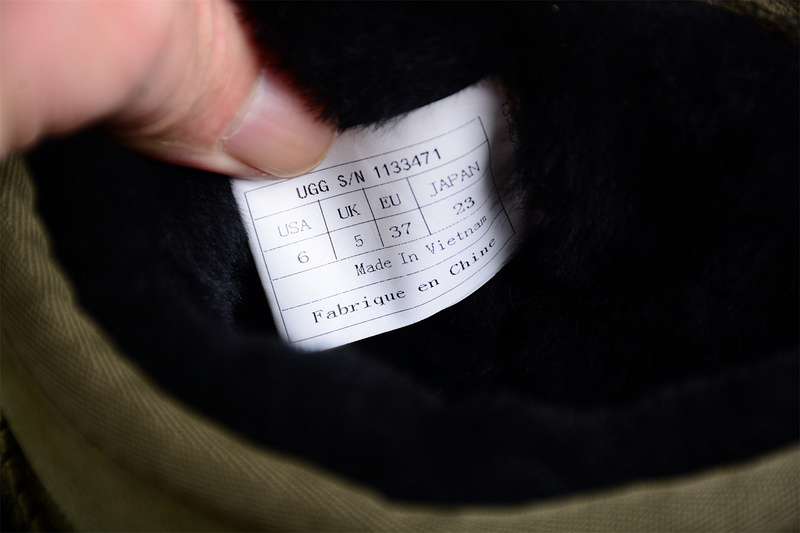 UGG S/N 1133471
USA UK EU JAPAN
6 5 37 23
Made In Vietnam
Fabrique en Chine